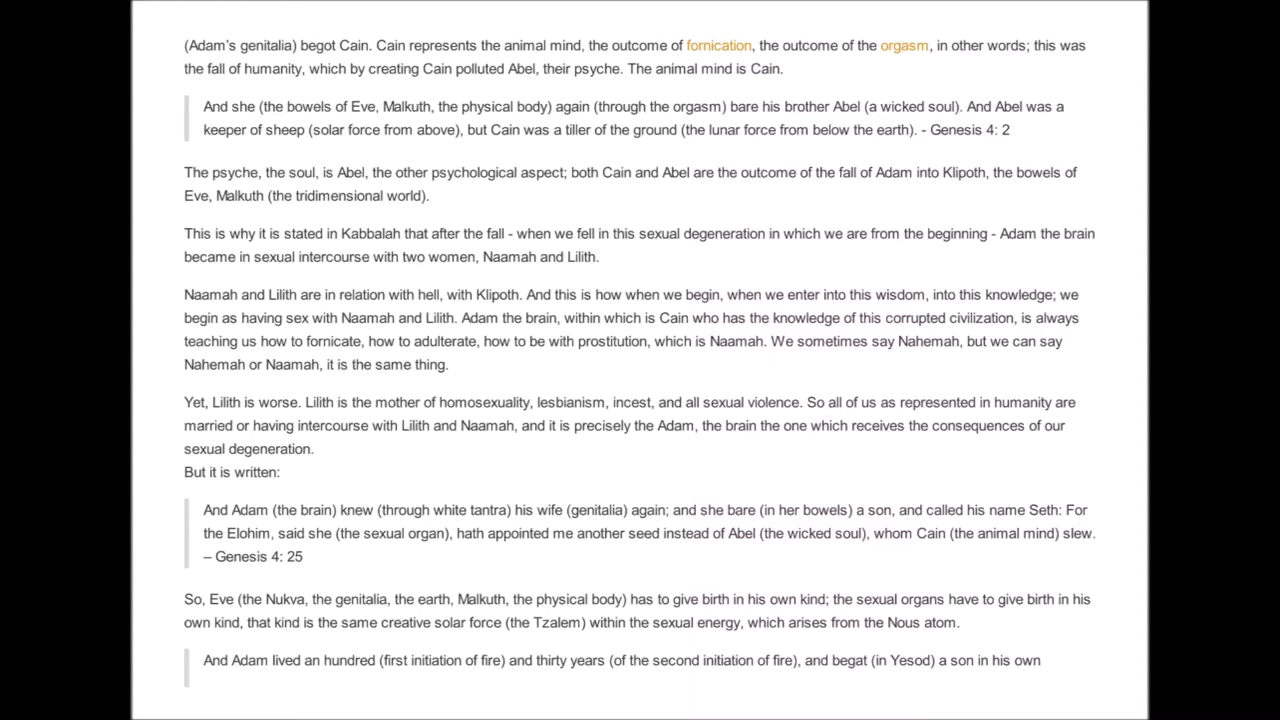 (Adam’s genitalia) begot Cain. Cain represents the animal mind, the outcome of fornication, the outcome of the orgasm, in other words; this was
the fall of humanity, which by creating Cain polluted Abel, their psyche. The animal mind is Cain.
And she (the bowels of Eve, Malkuth, the physical body) again (through the orgasm) bare his brother Abel (a wicked soul). And Abel was a
keeper of sheep (solar force from above), but Cain was a tiller of the ground (the lunar force from below the earth). - Genesis 4: 2
The psyche, the soul, is Abel, the other psychological aspect; both Cain and Abel are the outcome of the fall of Adam into Klipoth, the bowels of
Eve, Malkuth (the tridimensional world).
This is why it is stated in Kabbalah that after the fall - when we fell in this sexual degeneration in which we are from the beginning - Adam the brain
became in sexual intercourse with two women, Naamah and Lilith.
Naamah and Lilith are in relation with hell, with Klipoth. And this is how when we begin, when we enter into this wisdom, into this knowledge; we
begin as having sex with Naamah and Lilith. Adam the brain, within which is Cain who has the knowledge of this corrupted civilization, is always
teaching us how to fornicate, how to adulterate, how to be with prostitution, which is Naamah. We sometimes say Nahemah, but we can say
Nahemah or Naamah, it is the same thing.
Yet, Lilith is worse. Lilith is the mother of homosexuality, lesbianism, incest, and all sexual violence. So all of us as represented in humanity are
married or having intercourse with Lilith and Naamah, and it is precisely the Adam, the brain the one which receives the consequences of our
sexual degeneration.
But it is written:
And Adam (the brain) knew (through white tantra) his wife (genitalia) again; and she bare (in her bowels) a son, and called his name Seth: For
the Elohim, said she (the sexual organ), hath appointed me another seed instead of Abel (the wicked soul), whom Cain (the animal mind) slew.
– Genesis 4: 25
So, Eve (the Nukva, the genitalia, the earth, Malkuth, the physical body) has to give birth in his own kind; the sexual organs have to give birth in his
own kind, that kind is the same creative solar force (the Tzalem) within the sexual energy, which arises from the Nous atom.
And Adam lived an hundred (first initiation of fire) and thirty years (of the second initiation of fire), and begat (in Yesod) a son in his own